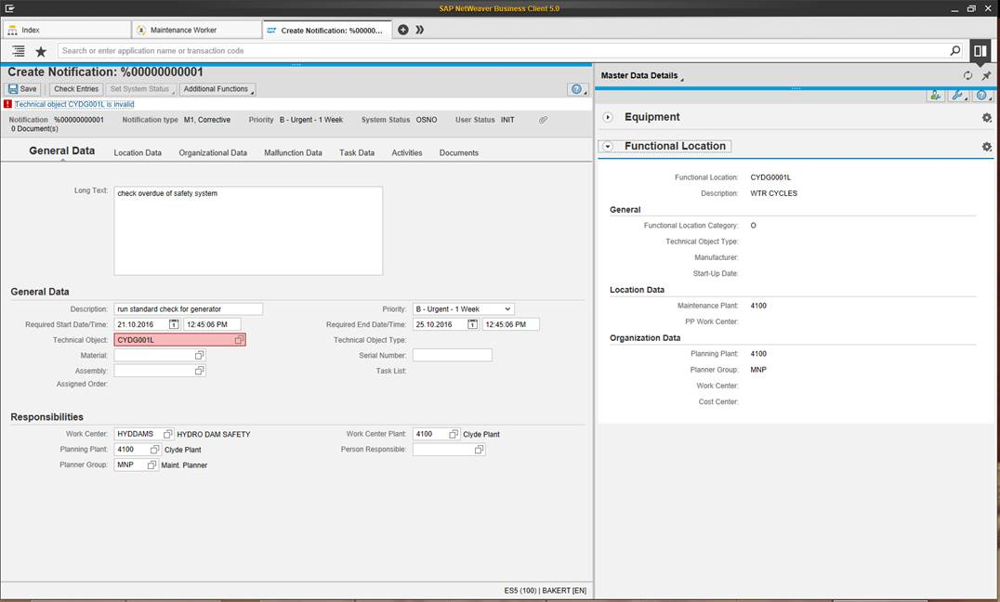 SAP NetWeaver Business Client 5.0
Index
Maintenance Worker
Create Notification: %00000...
Search or enter application name or transaction code
Create Notification: %00000000001
Save
Check Entries
Set System Status
Additional Functions
Technical object CYDG001L is invalid
Notification %00000000001 Notification type M1, Corrective Priority B - Urgent - 1 Week System Status OSNO User Status INIT
0 Document(s)
General Data Location Data Organizational Data Malfunction Data Task Data Activities Documents
Long Text: check overdue of safety system
General Data
Description: run standard check for generator Priority: B - Urgent - 1 Week
Required Start Date/Time: 21.10.2016 1 12:45:06 PM Required End Date/Time: 25.10.2016 1 12:45:06 PM
Technical Object: CYDG001L Technical Object Type:
Material: Serial Number:
Assembly: Task List:
Assigned Order:
Responsibilities
Work Center: HYDDAMS HYDRO DAM SAFETY Work Center Plant: 4100 Clyde Plant
Planning Plant: 4100 Clyde Plant Person Responsible:
Planner Group: MNP Maint. Planner
ES5 (100) | BAKERT [EN]
Master Data Details
Equipment
Functional Location
Functional Location: CYDG0001L
Description: WTR CYCLES
General
Functional Location Category: O
Technical Object Type:
Manufacturer:
Start-Up Date:
Location Data
Maintenance Plant: 4100
PP Work Center:
Organization Data
Planning Plant: 4100
Planner Group: MNP
Work Center:
Cost Center: